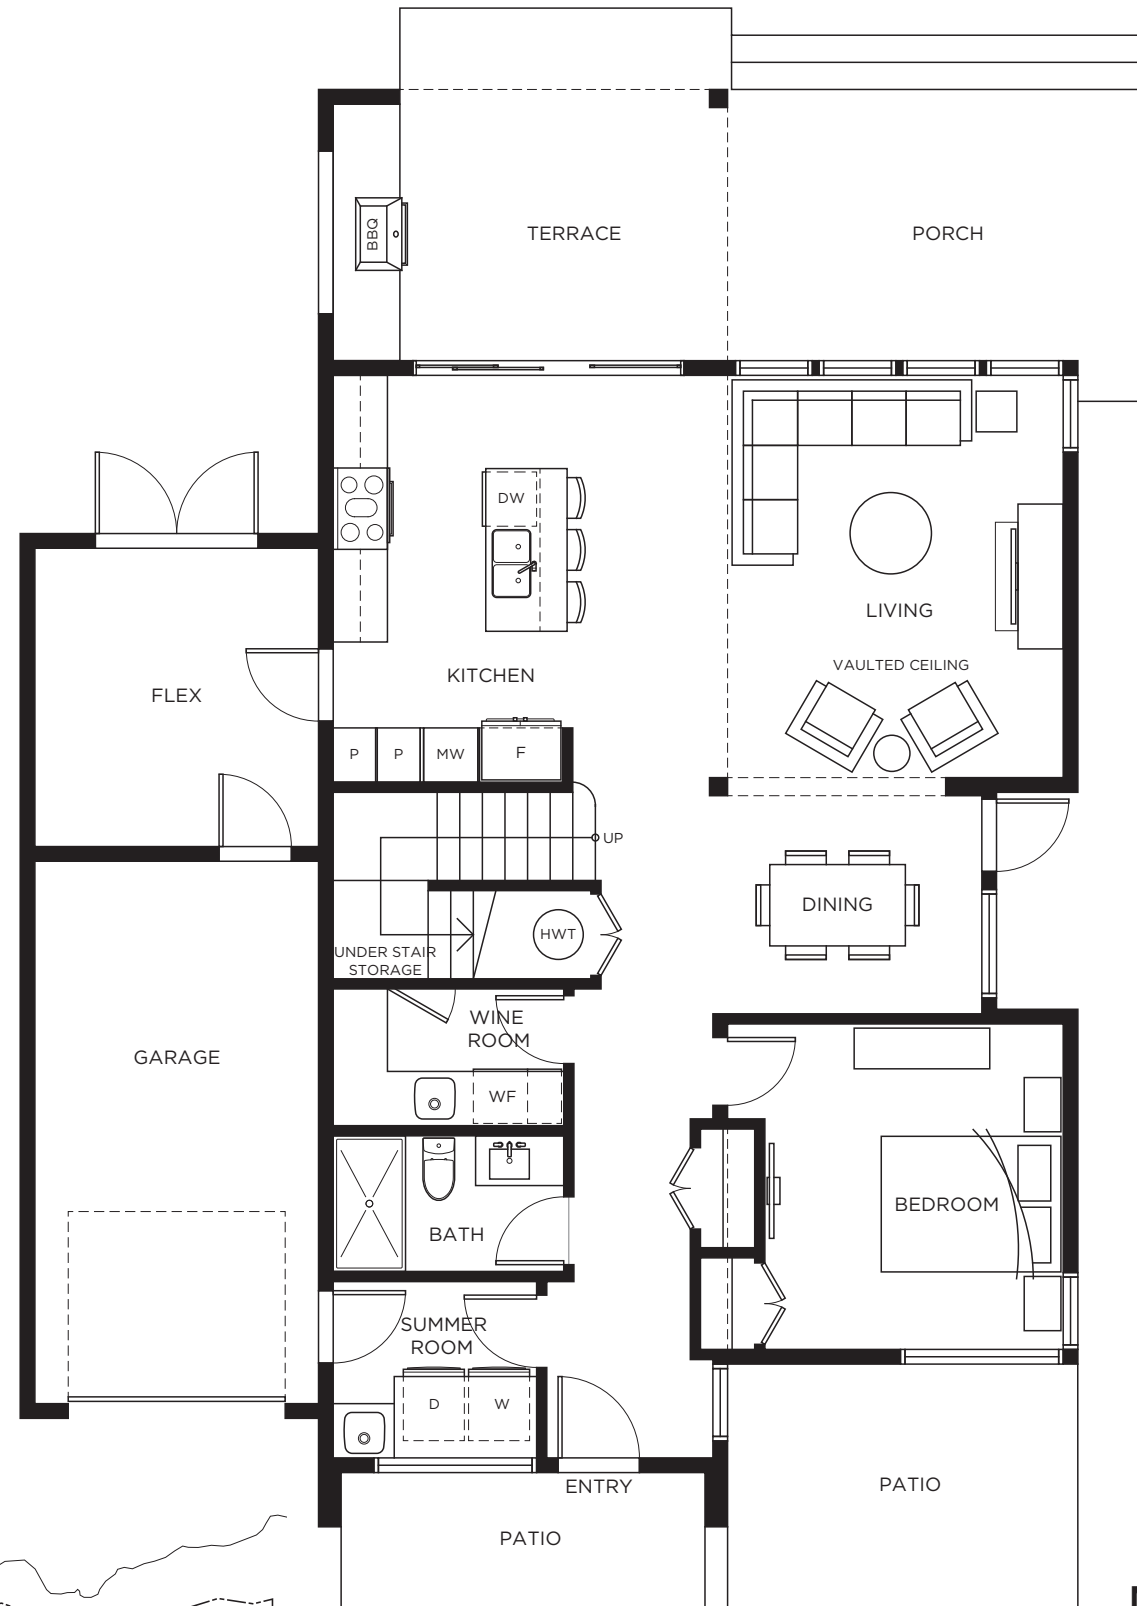 BBQ
TERRACE
PORCH
DW
LIVING
VAULTED CEILING
KITCHEN
FLEX
P
P
MW
F
UP
DINING
HWT
UNDER STAIR
STORAGE
WINE
ROOM
WF
GARAGE
BATH
BEDROOM
SUMMER
ROOM
D
W
ENTRY
PATIO
PATIO